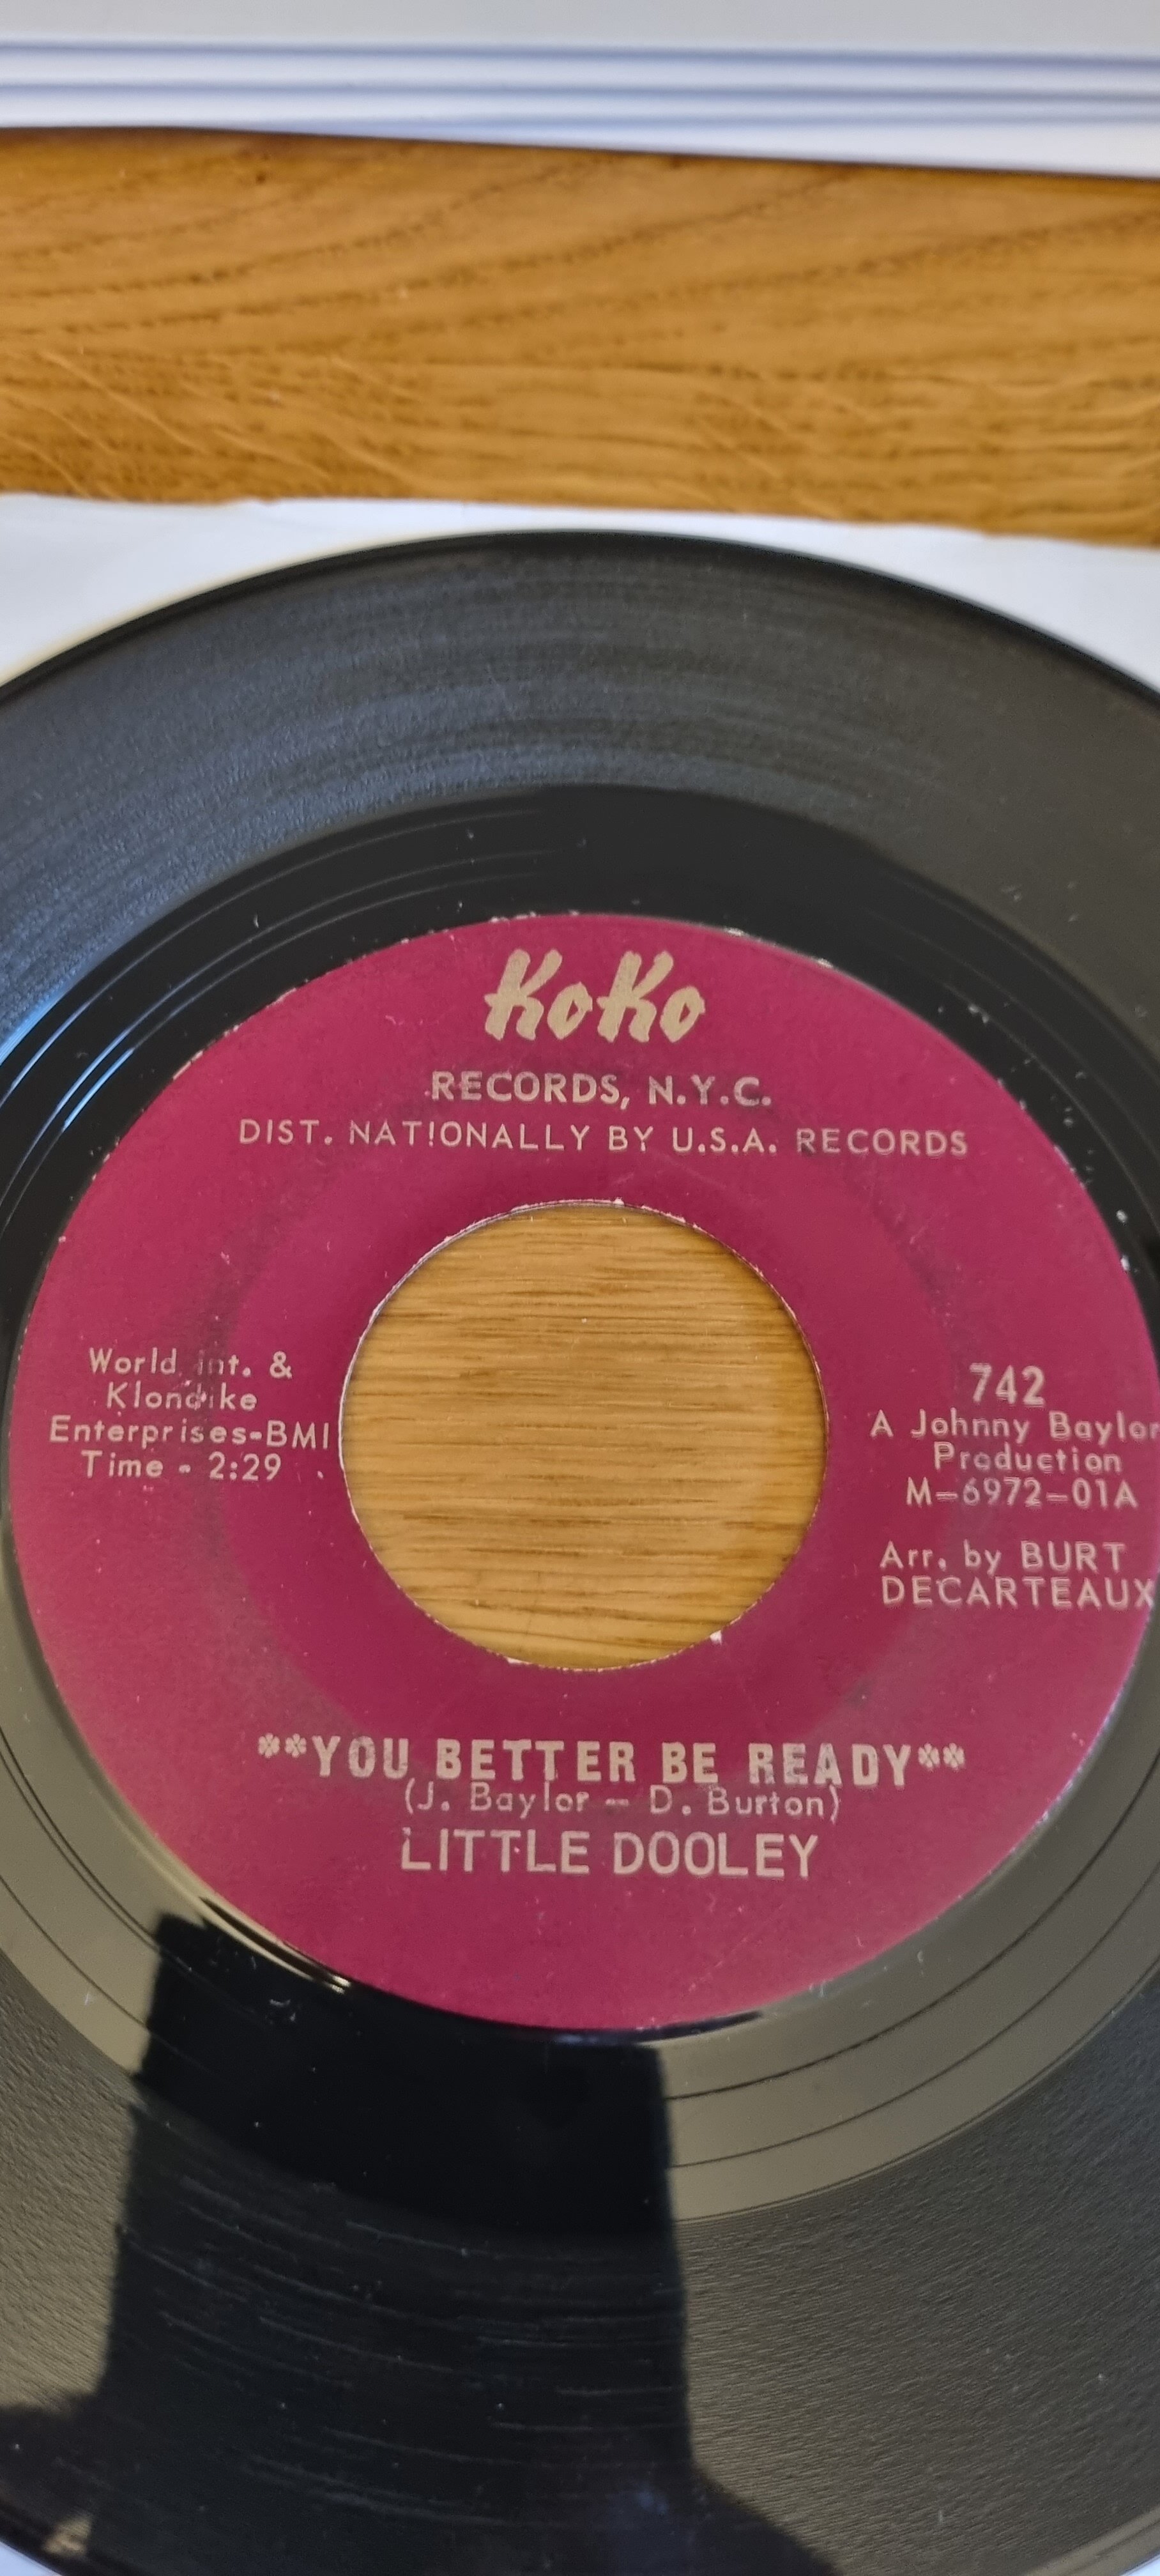 KoKo
RECORDS, N.Y.C.
DIST. NATIONALLY BY U.S.A. RECORDS
World Int. &
Klondike
Enterprises-BMI
Time - 2:29
742
A Johnny Baylor
Production
M-6972-01A
Arr. by BURT
DECARTEAUX
**YOU BETTER BE READY**
(J. Baylor - D. Burton)
LITTLE DOOLEY